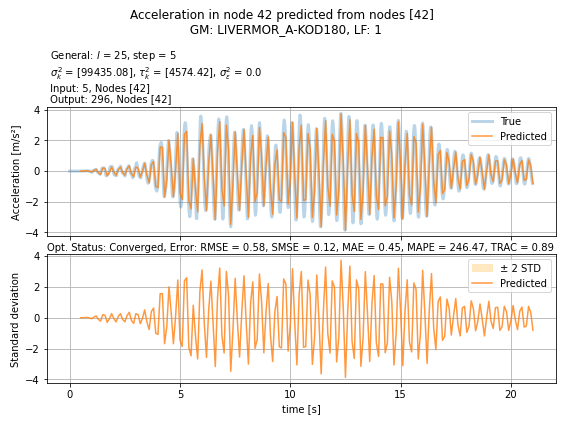 Acceleration in node 42 predicted from nodes [42]
GM: LIVERMOR_A-KOD180, LF: 1
General: l = 25, step = 5
σ²ₖ = [99435.08], τ²ₖ = [4574.42], σ²ε = 0.0
Input: 5, Nodes [42]
Output: 296, Nodes [42]
Acceleration [m/s²]
4
2
0
−2
−4
True
Predicted
Opt. Status: Converged, Error: RMSE = 0.58, SMSE = 0.12, MAE = 0.45, MAPE = 246.47, TRAC = 0.89
Standard deviation
4
2
0
−2
−4
± 2 STD
Predicted
0 5 10 15 20
time [s]